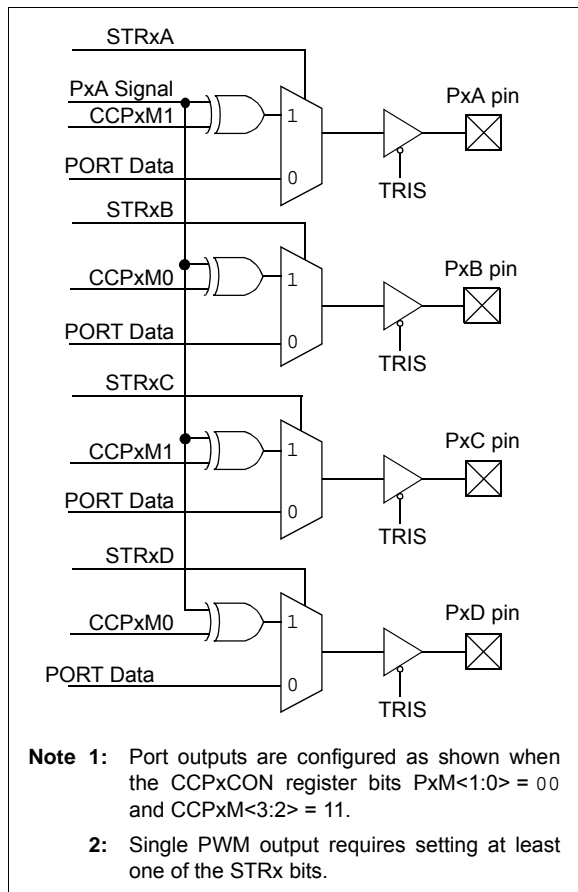 STRxA
PxA Signal
CCPxM1
1
PxA pin
PORT Data
0
TRIS
STRxB
CCPxM0
1
PxB pin
PORT Data
0
TRIS
STRxC
CCPxM1
1
PxC pin
PORT Data
0
TRIS
STRxD
CCPxM0
1
PxD pin
PORT Data
0
TRIS
Note 1: Port outputs are configured as shown when
the CCPxCON register bits PxM<1:0> = 00
and CCPxM<3:2> = 11.
2: Single PWM output requires setting at least
one of the STRx bits.